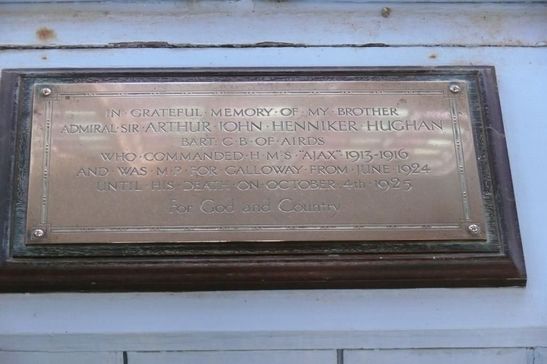 IN · GRATEFUL · MEMORY · OF · MY · BROTHER
ADMIRAL · SIR · ARTHUR · JOHN · HENNIKER · HUGHAN
BART · C · B · OF · AIRDS
WHO · COMMANDED · H · M · S · "AJAX" · 1913-1916
AND · WAS · M · P · FOR · GALLOWAY · FROM · JUNE · 1924
UNTIL · HIS · DEATH · ON · OCTOBER · 4th · 1925
For God and Country